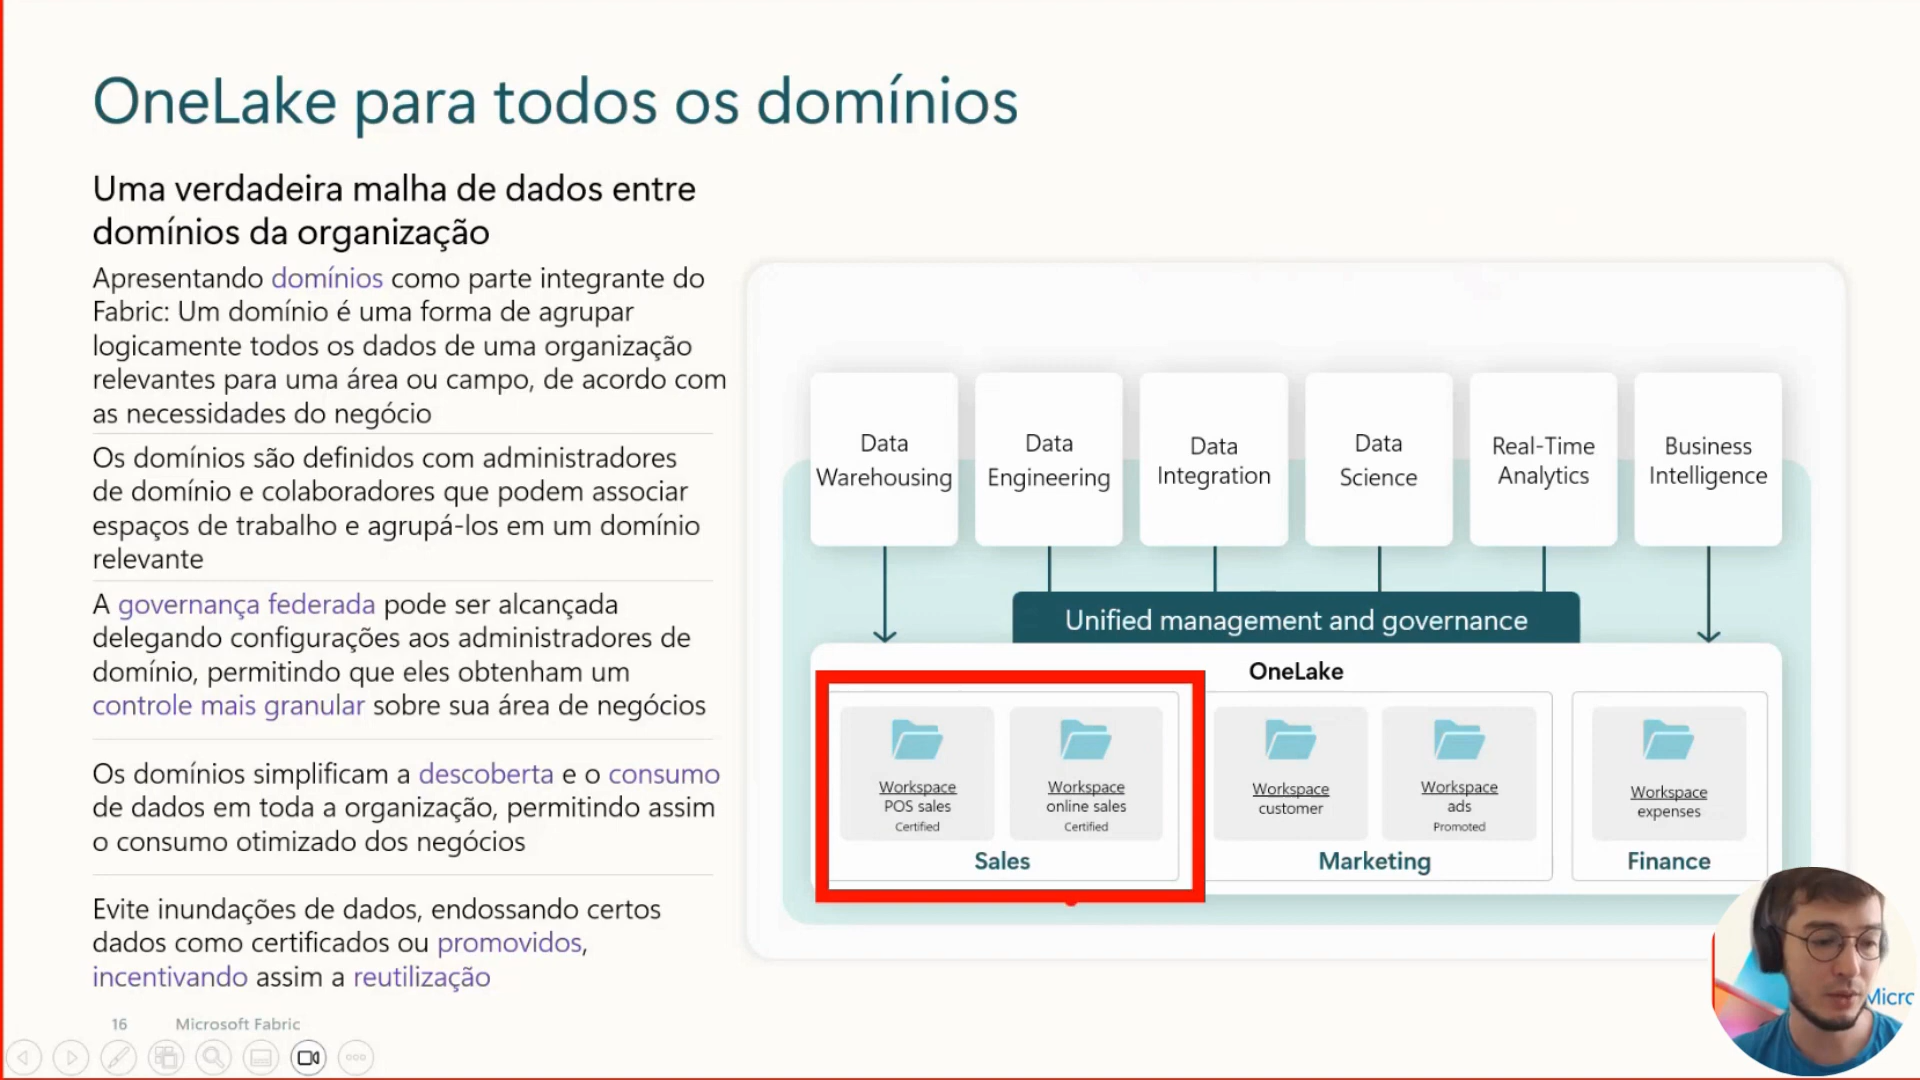 OneLake para todos os domínios
Uma verdadeira malha de dados entre
domínios da organização
Apresentando domínios como parte integrante do
Fabric: Um domínio é uma forma de agrupar
logicamente todos os dados de uma organização
relevantes para uma área ou campo, de acordo com
as necessidades do negócio
Os domínios são definidos com administradores
de domínio e colaboradores que podem associar
espaços de trabalho e agrupá-los em um domínio
relevante
A governança federada pode ser alcançada
delegando configurações aos administradores de
domínio, permitindo que eles obtenham um
controle mais granular sobre sua área de negócios
Os domínios simplificam a descoberta e o consumo
de dados em toda a organização, permitindo assim
o consumo otimizado dos negócios
Evite inundações de dados, endossando certos
dados como certificados ou promovidos,
incentivando assim a reutilização
16 Microsoft Fabric
Data
Warehousing
Data
Engineering
Data
Integration
Data
Science
Real-Time
Analytics
Business
Intelligence
Unified management and governance
OneLake
Workspace
POS sales
Certified
Workspace
online sales
Certified
Sales
Workspace
customer
Workspace
ads
Promoted
Marketing
Workspace
expenses
Finance
Micro